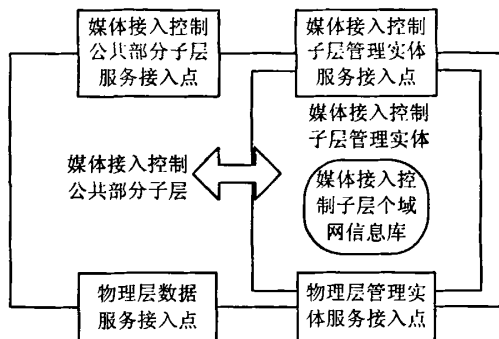 媒体接入控制
公共部分子层
服务接入点
媒体接入控制
子层管理实体
服务接入点
媒体接入控制
子层管理实体
媒体接入控制
公共部分子层
媒体接入控
制子层个域
网信息库
物理层数据
服务接入点
物理层管理实
体服务接入点